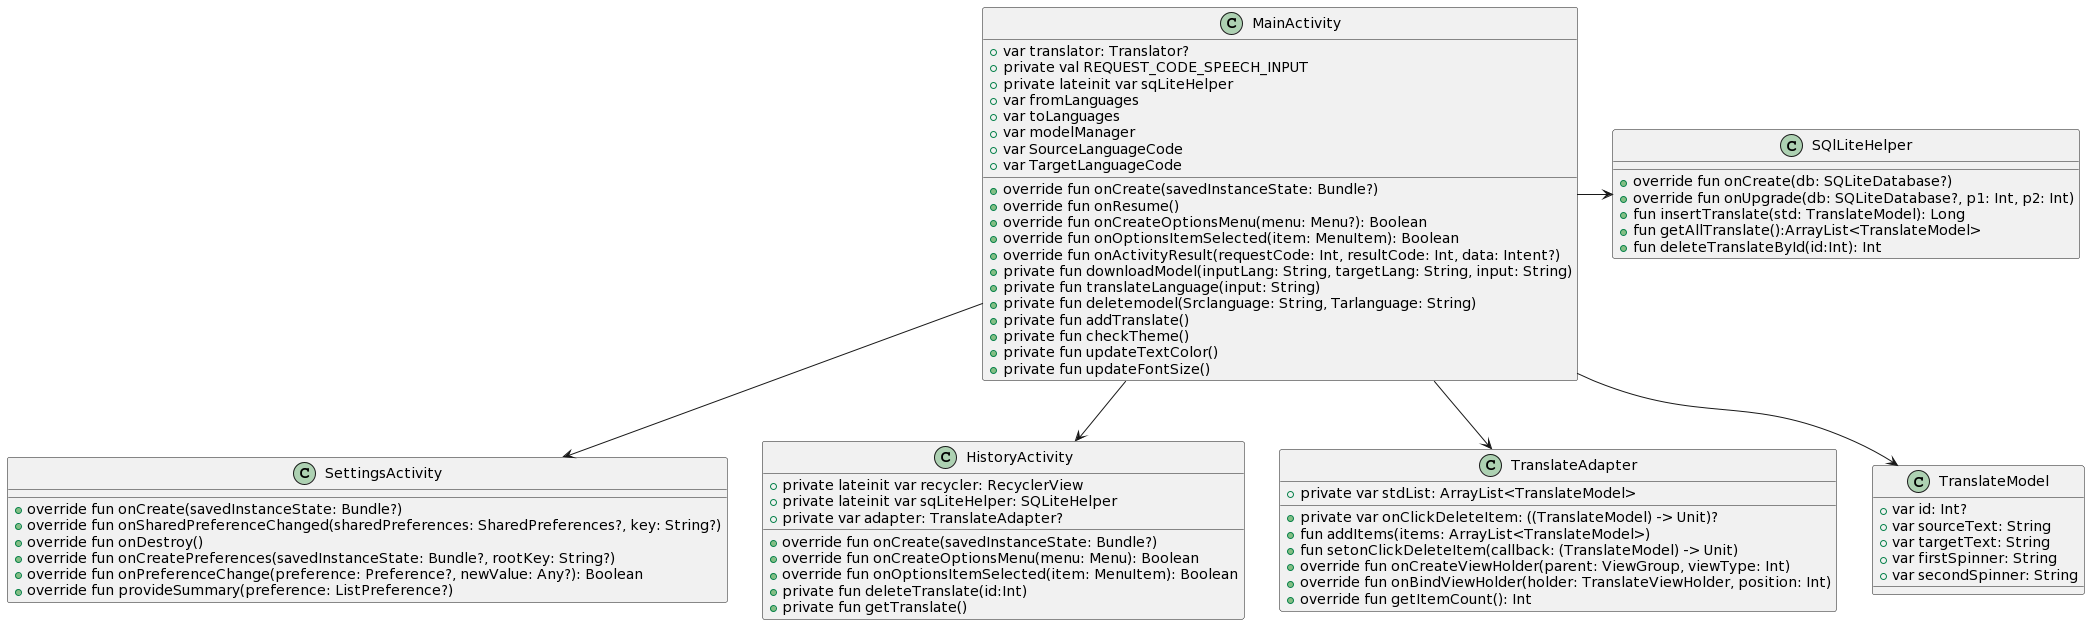 C MainActivity
var translator: Translator?
private val REQUEST_CODE_SPEECH_INPUT
private lateinit var sqLiteHelper
var fromLanguages
var toLanguages
var modelManager
var SourceLanguageCode
var TargetLanguageCode
override fun onCreate(savedInstanceState: Bundle?)
override fun onResume()
override fun onCreateOptionsMenu(menu: Menu?): Boolean
override fun onOptionsItemSelected(item: MenuItem): Boolean
override fun onActivityResult(requestCode: Int, resultCode: Int, data: Intent?)
private fun downloadModel(inputLang: String, targetLang: String, input: String)
private fun translateLanguage(input: String)
private fun deletemodel(Srclanguage: String, Tarlanguage: String)
private fun addTranslate()
private fun checkTheme()
private fun updateTextColor()
private fun updateFontSize()
C SQlLiteHelper
override fun onCreate(db: SQLiteDatabase?)
override fun onUpgrade(db: SQLiteDatabase?, p1: Int, p2: Int)
fun insertTranslate(std: TranslateModel): Long
fun getAllTranslate():ArrayList<TranslateModel>
fun deleteTranslateById(id:Int): Int
C SettingsActivity
override fun onCreate(savedInstanceState: Bundle?)
override fun onSharedPreferenceChanged(sharedPreferences: SharedPreferences?, key: String?)
override fun onDestroy()
override fun onCreatePreferences(savedInstanceState: Bundle?, rootKey: String?)
override fun onPreferenceChange(preference: Preference?, newValue: Any?): Boolean
override fun provideSummary(preference: ListPreference?)
C HistoryActivity
private lateinit var recycler: RecyclerView
private lateinit var sqLiteHelper: SQLiteHelper
private var adapter: TranslateAdapter?
override fun onCreate(savedInstanceState: Bundle?)
override fun onCreateOptionsMenu(menu: Menu): Boolean
override fun onOptionsItemSelected(item: MenuItem): Boolean
private fun deleteTranslate(id:Int)
private fun getTranslate()
C TranslateAdapter
private var stdList: ArrayList<TranslateModel>
private var onClickDeleteItem: ((TranslateModel) -> Unit)?
fun addItems(items: ArrayList<TranslateModel>)
fun setonClickDeleteItem(callback: (TranslateModel) -> Unit)
override fun onCreateViewHolder(parent: ViewGroup, viewType: Int)
override fun onBindViewHolder(holder: TranslateViewHolder, position: Int)
override fun getItemCount(): Int
C TranslateModel
var id: Int?
var sourceText: String
var targetText: String
var firstSpinner: String
var secondSpinner: String